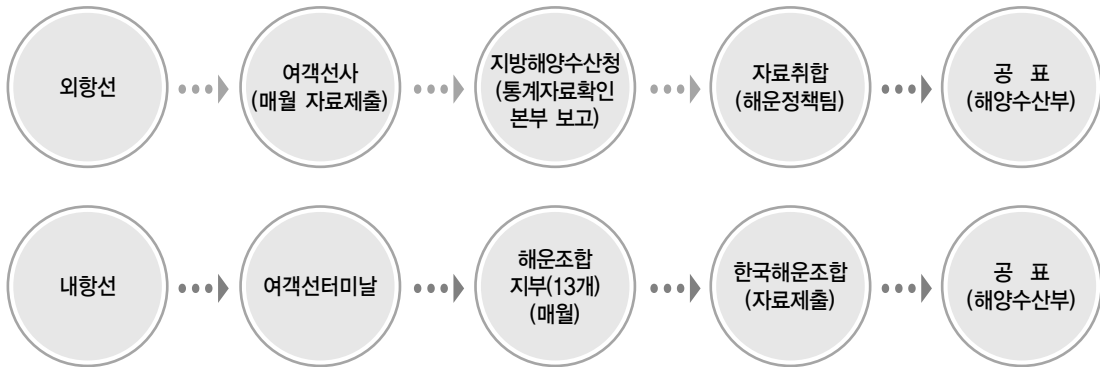 외항선
여객선사
(매월 자료제출)
지방해양수산청
(통계자료확인
본부 보고)
자료취합
(해운정책팀)
공 표
(해양수산부)
내항선
여객선터미날
해운조합
지부(13개)
(매월)
한국해운조합
(자료제출)
공 표
(해양수산부)